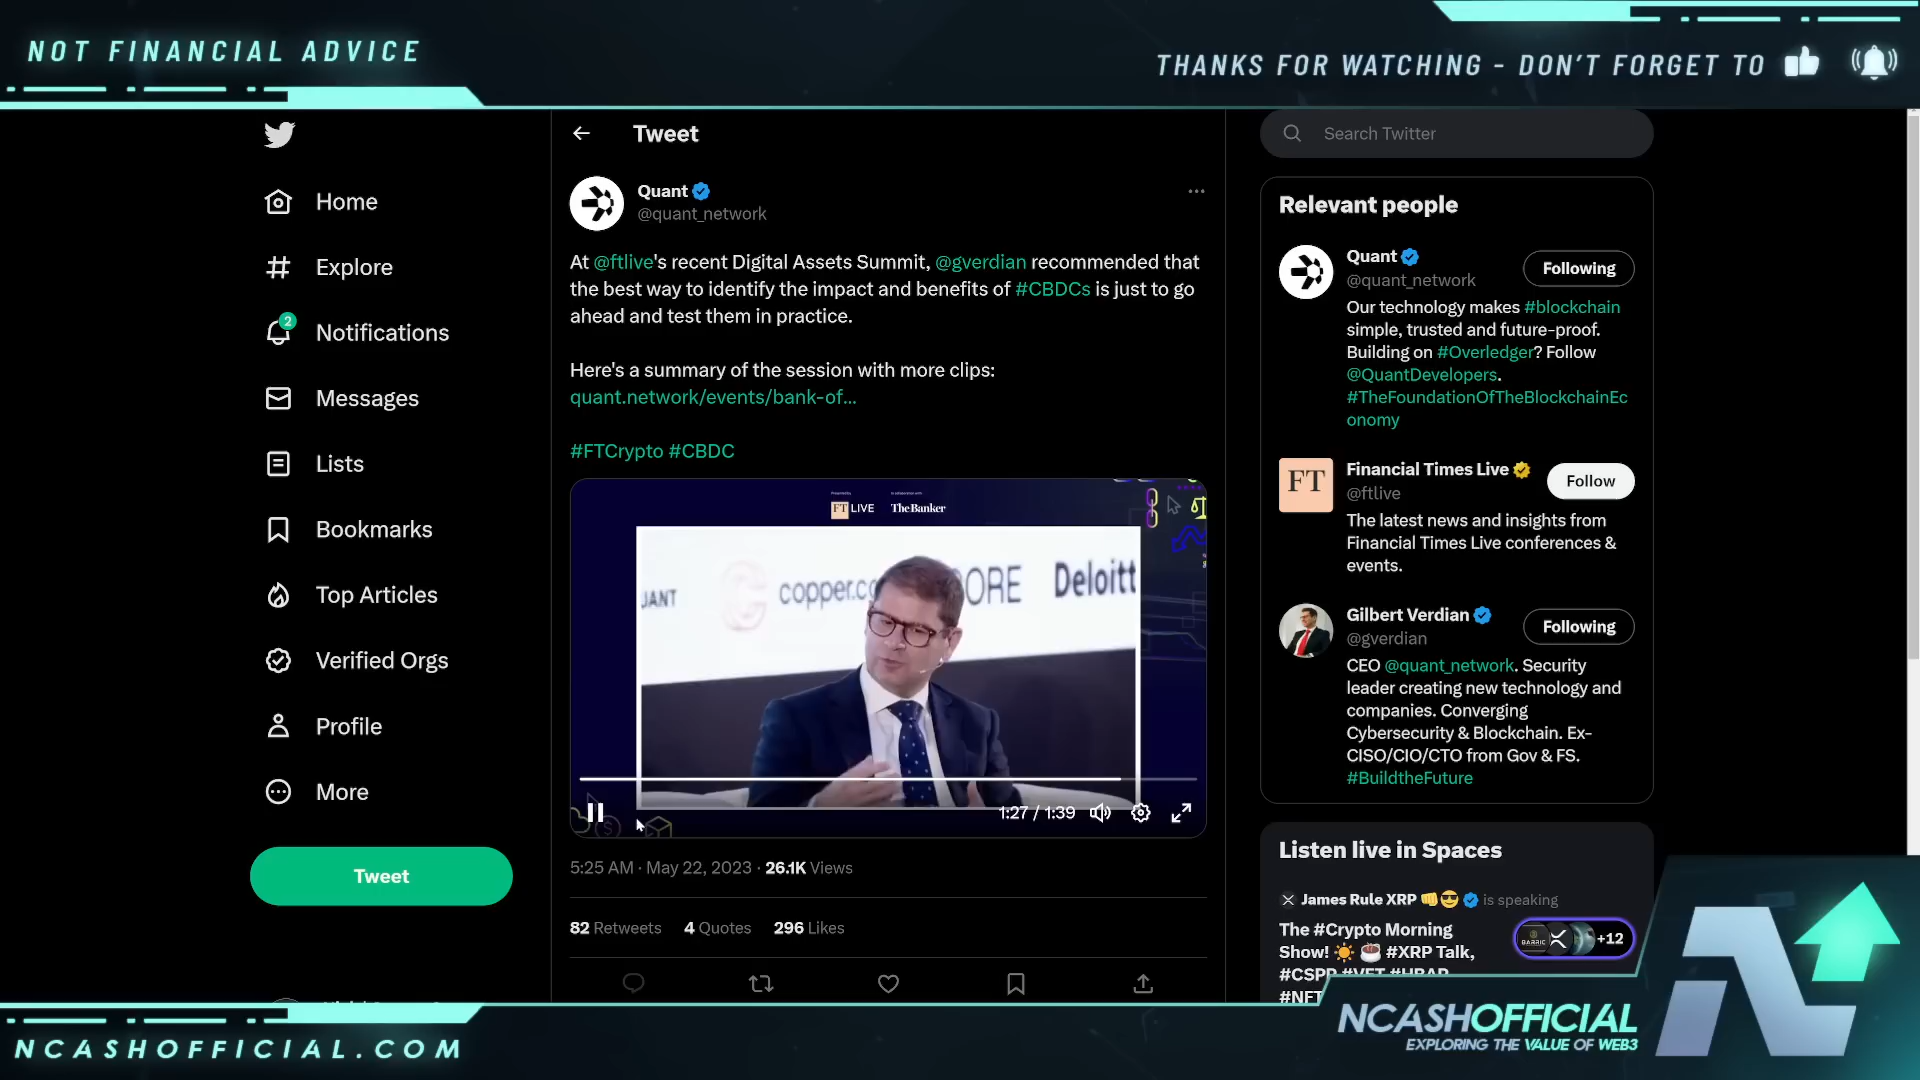 NOT FINANCIAL ADVICE
THANKS FOR WATCHING - DON'T FORGET TO
Home
Explore
2
Notifications
Messages
Lists
Bookmarks
Top Articles
Verified Orgs
Profile
More
Tweet
Tweet
Quant
@quant_network
At @ftlive's recent Digital Assets Summit, @gverdian recommended that
the best way to identify the impact and benefits of #CBDCs is just to go
ahead and test them in practice.
Here's a summary of the session with more clips:
quant.network/events/bank-of...
#FTCrypto #CBDC
FT LIVE
The Banker
JANT
copper.co
ORE
Deloitt
1:27 / 1:39
5:25 AM · May 22, 2023 · 26.1K Views
82 Retweets 4 Quotes 296 Likes
Search Twitter
Relevant people
Quant
@quant_network
Following
Our technology makes #blockchain
simple, trusted and future-proof.
Building on #Overledger? Follow
@QuantDevelopers.
#TheFoundationOfTheBlockchainEc
onomy
FT
Financial Times Live
@ftlive
Follow
The latest news and insights from
Financial Times Live conferences &
events.
Gilbert Verdian
@gverdian
Following
CEO @quant_network. Security
leader creating new technology and
companies. Converging
Cybersecurity & Blockchain. Ex-
CISO/CIO/CTO from Gov & FS.
#BuildtheFuture
Listen live in Spaces
James Rule XRP 👊😎 is speaking
The #Crypto Morning
Show! ☀️ ☕ #XRP Talk,
#CSPR #VET #HBAR
#NFT
+12
NCASHOFFICIAL.COM
NCASHOFFICIAL
EXPLORING THE VALUE OF WEB3